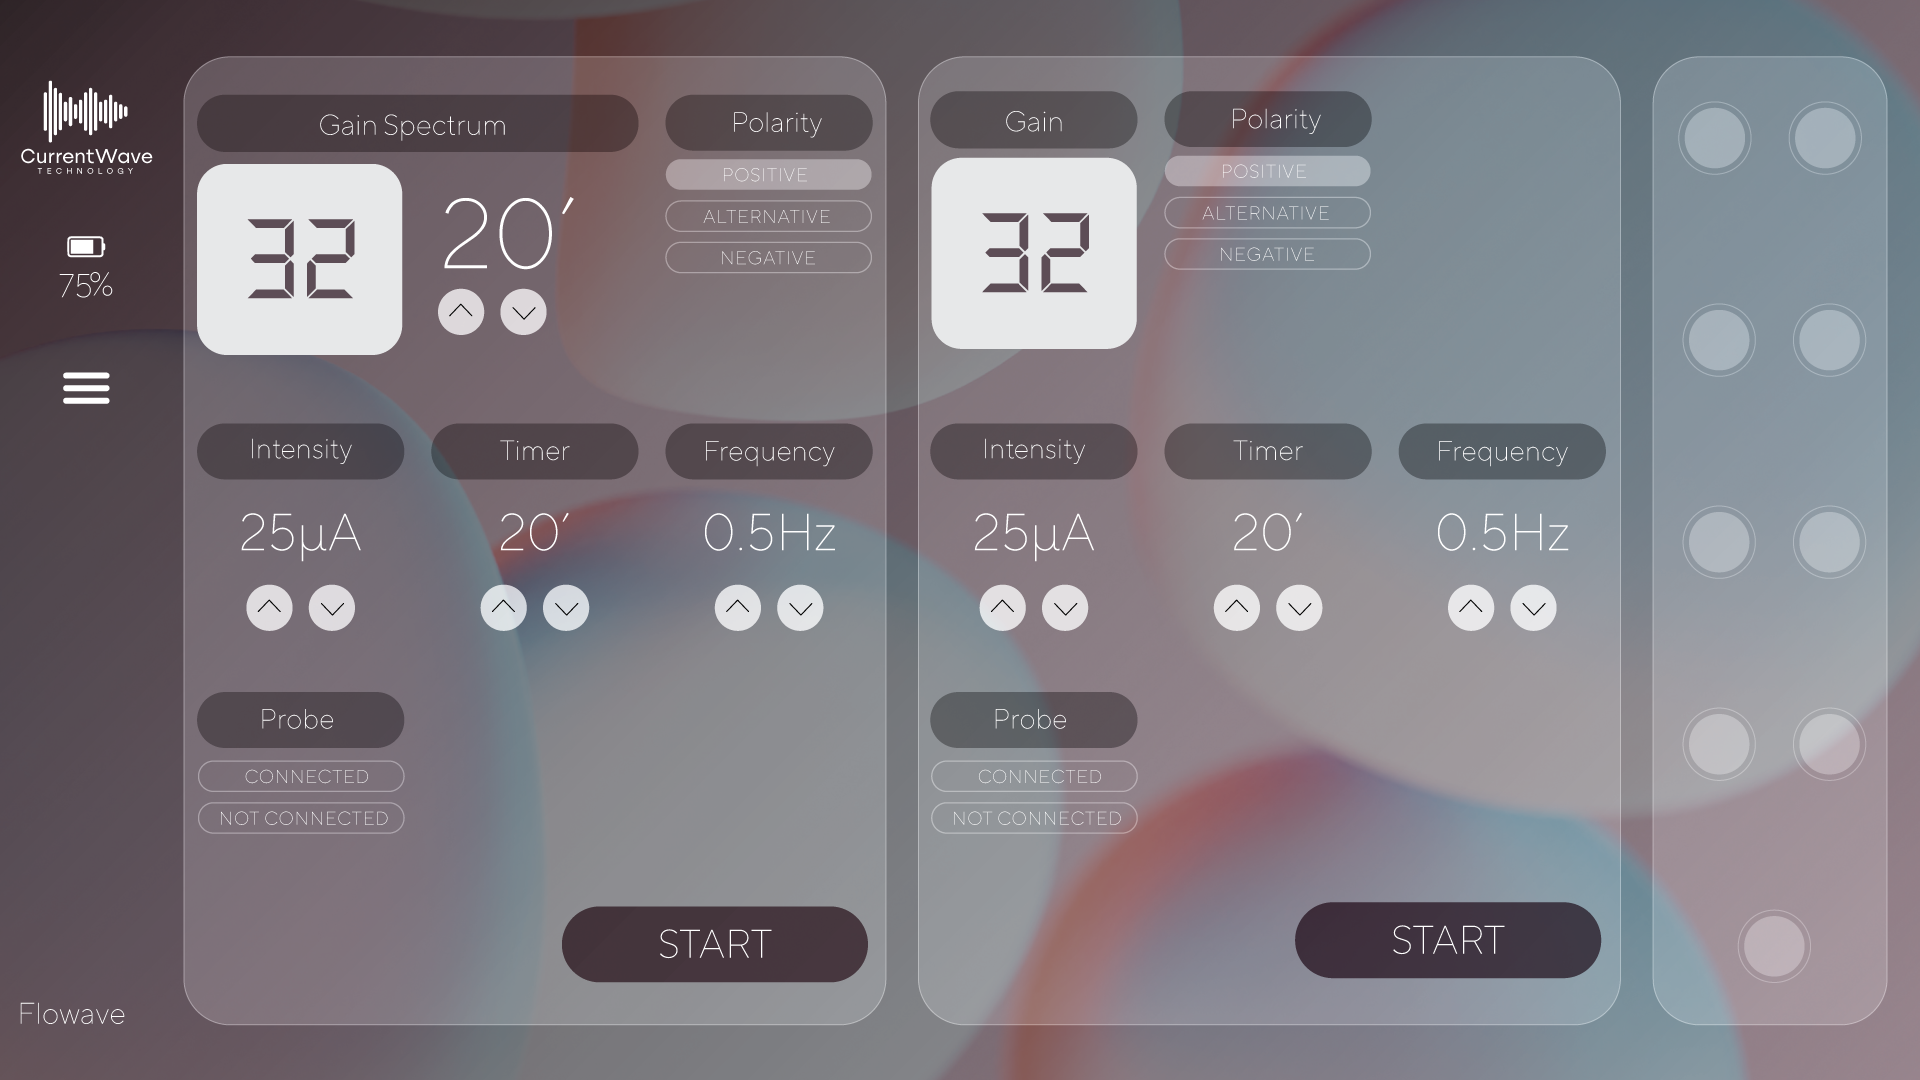 CurrentWave
TECHNOLOGY
75%
Flowave
Gain Spectrum
32
20′
Polarity
POSITIVE
ALTERNATIVE
NEGATIVE
Intensity
25µA
Timer
20′
Frequency
0.5Hz
Probe
CONNECTED
NOT CONNECTED
START
Gain
32
Polarity
POSITIVE
ALTERNATIVE
NEGATIVE
Intensity
25µA
Timer
20′
Frequency
0.5Hz
Probe
CONNECTED
NOT CONNECTED
START